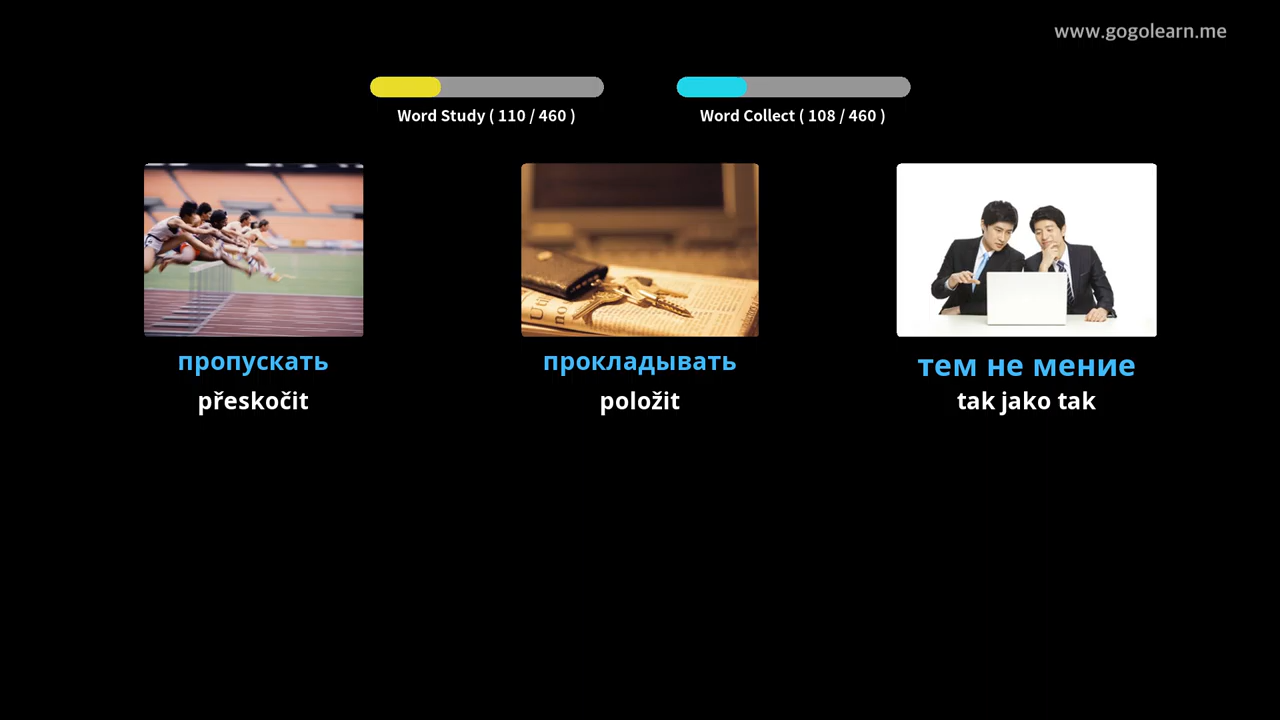 www.gogolearn.me
Word Study ( 110 / 460 )
Word Collect ( 108 / 460 )
пропускать
прокладывать
тем не мение
přeskočit
položit
tak jako tak